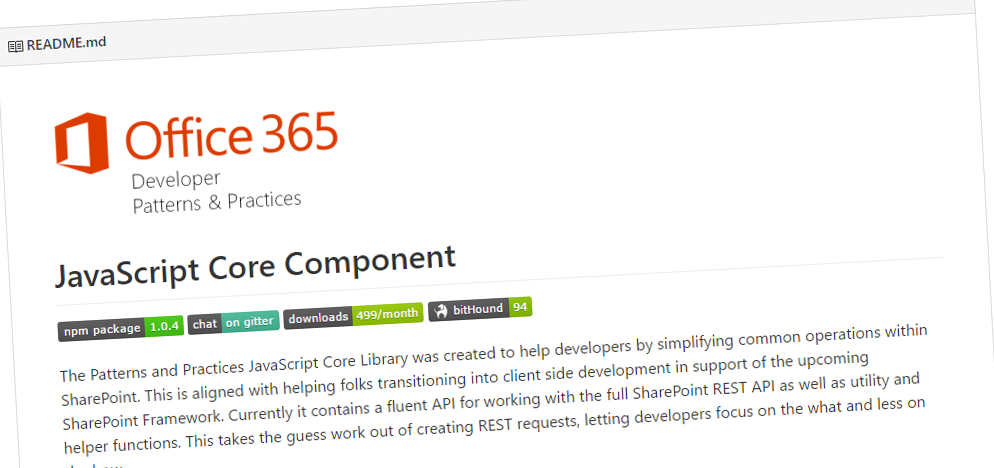 README.md
Office 365
Developer
Patterns & Practices
JavaScript Core Component
npm package 1.0.4 chat on gitter downloads 499/month bitHound 94
The Patterns and Practices JavaScript Core Library was created to help developers by simplifying common operations within
SharePoint. This is aligned with helping folks transitioning into client side development in support of the upcoming
SharePoint Framework. Currently it contains a fluent API for working with the full SharePoint REST API as well as utility and
helper functions. This takes the guess work out of creating REST requests, letting developers focus on the what and less on